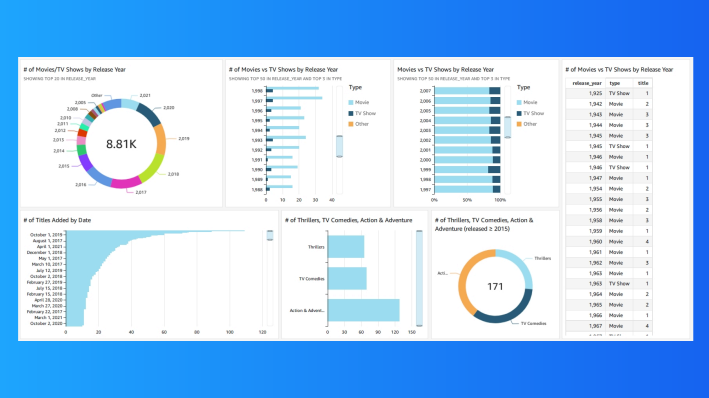 # of Movies/TV Shows by Release Year
SHOWING TOP 20 IN RELEASE_YEAR
Other
2,021
2,020
2,019
2,018
2,017
2,016
2,015
2,014
2,013
2,012
2,011
2,010
2,008
2,005
8.81K
# of Movies vs TV Shows by Release Year
SHOWING TOP 50 IN RELEASE_YEAR AND TOP 3 IN TYPE
1,998
1,997
1,996
1,995
1,994
1,993
1,992
1,991
1,990
1,989
1,988
0 10 20 30 40
Type
Movie
TV Show
Other
# of Movies vs TV Shows by Release Year
SHOWING TOP 50 IN RELEASE_YEAR AND TOP 3 IN TYPE
2,007
2,006
2,005
2,004
2,003
2,002
2,001
2,000
1,999
1,998
1,997
0% 50% 100%
Type
Movie
TV Show
Other
# of Movies vs TV Shows by Release Year
release_year type title
1,925 TV Show 1
1,942 Movie 2
1,943 Movie 3
1,944 Movie 3
1,945 Movie 3
1,945 TV Show 1
1,946 Movie 1
1,946 TV Show 1
1,947 Movie 1
1,954 Movie 2
1,955 Movie 3
1,956 Movie 2
1,958 Movie 3
1,959 Movie 1
1,960 Movie 4
1,961 Movie 1
1,962 Movie 3
1,963 Movie 1
1,963 TV Show 1
1,964 Movie 2
1,965 Movie 2
1,966 Movie 1
1,967 Movie 4
# of Titles Added by Date
October 1, 2019
August 1, 2017
April 1, 2021
December 1, 2018
May 1, 2017
March 10, 2017
July 12, 2019
October 2, 2018
February 27, 2019
July 15, 2018
February 15, 2018
April 28, 2020
March 27, 2020
February 22, 2017
March 1, 2021
October 2, 2020
0 20 40 60 80 100 120
# of Thrillers, TV Comedies, Action & Adventure
Thrillers
TV Comedies
Action & Advent...
0 30 60 90 120 150
# of Thrillers, TV Comedies, Action &
Adventure (released ≥ 2015)
Thrillers
Acti...
171
TV Comedies